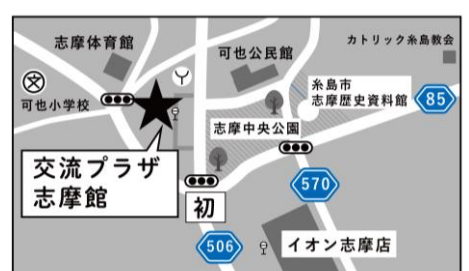 志摩体育館
可也公民館
カトリック糸島教会
文
可也小学校
糸島市
志摩歴史資料館
85
志摩中央公園
交流プラザ
志摩館
初
570
506
イオン志摩店